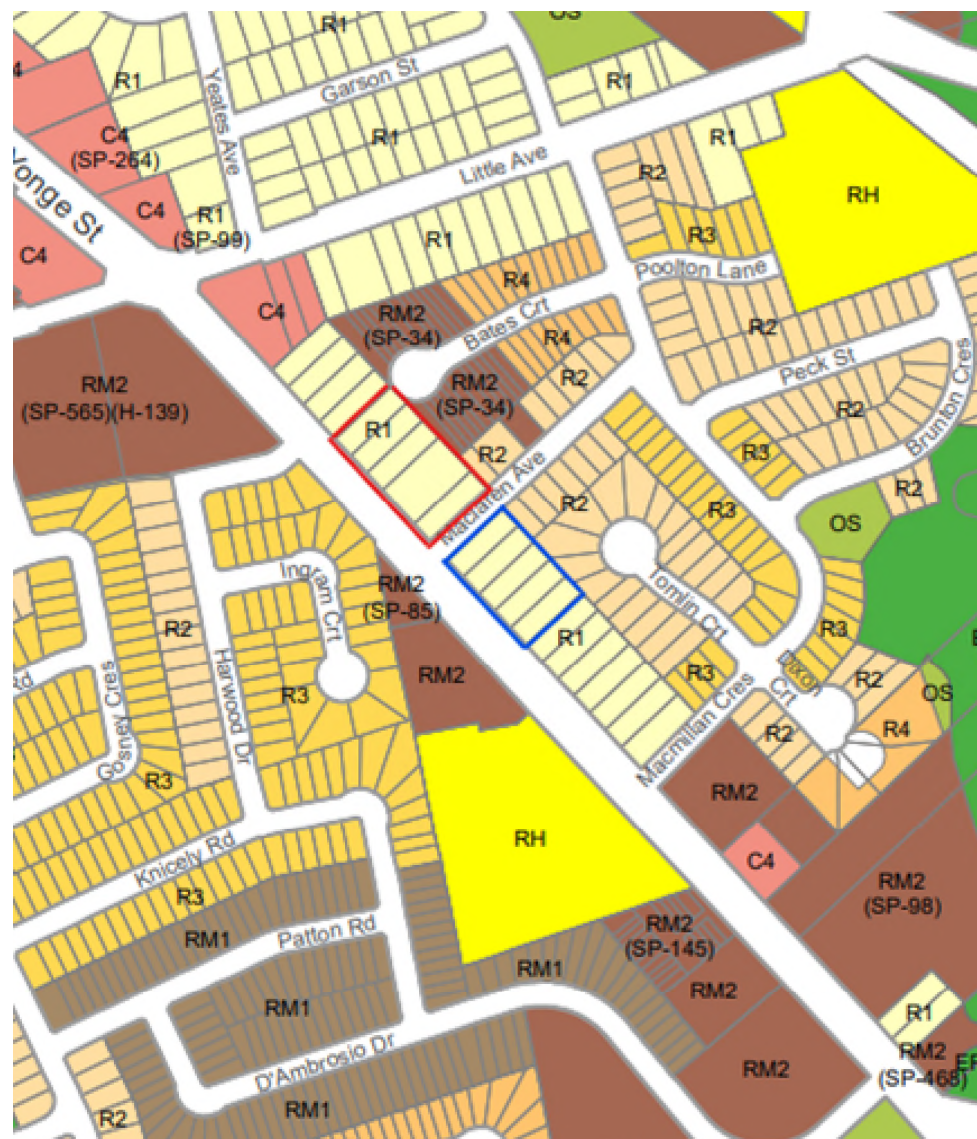 OS
R1
Yeates Ave
Garson St
R1
4
C4
(SP-264)
R1
R1
Little Ave
R2
RH
Yonge St
C4
R1
(SP-99)
R1
R3
C4
Poolton Lane
R4
C4
RM2
(SP-34)
Bates Crt
R2
R4
Peck St
RM2
(SP-565)(H-139)
RM2
(SP-34)
R2
Brunton Cres
R2
R1
R2
R3
Maclaren Ave
R2
R2
R3
OS
Ingram Crt
RM2
(SP-85)
Tomlin Crt
R2
R1
R3
Harwood Dr
R3
RM2
R3
Dixon Crt
R2
OS
Rd
Gosney Cres
Macmillan Cres
R2
R4
R3
RM2
RH
Knicely Rd
C4
RM2
(SP-98)
R3
RM1
Patton Rd
RM2
(SP-145)
RM1
RM2
RM1
R1
D'Ambrosio Dr
RM2
RM2
(SP-468)
RM1
R2